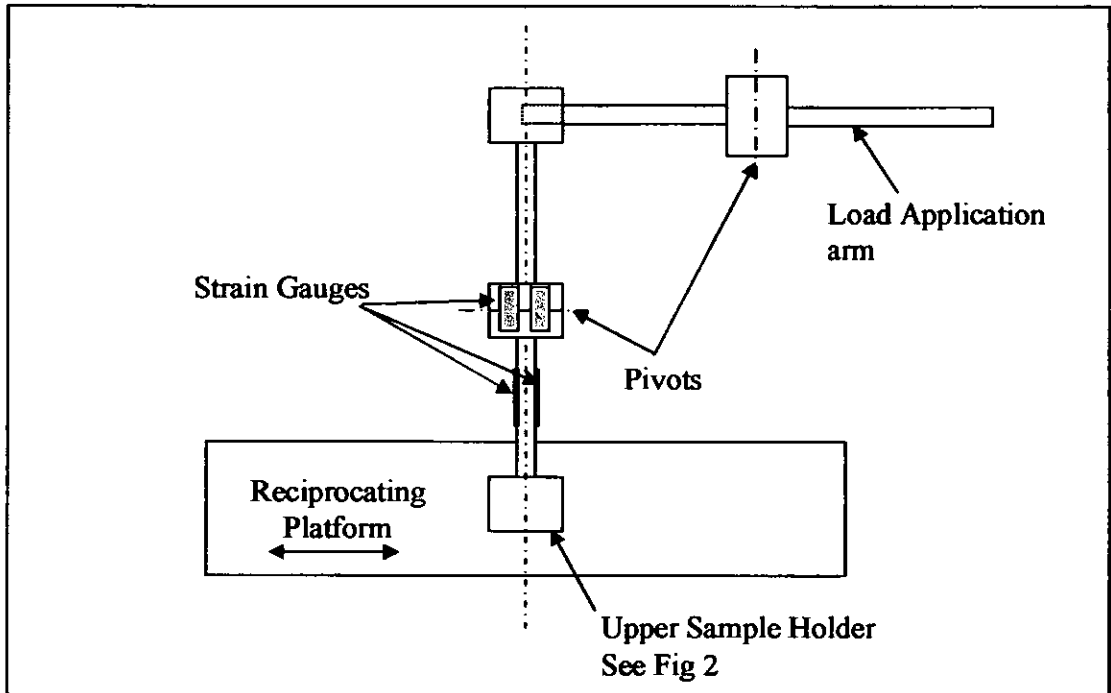 Load Application
arm
Strain Gauges
Pivots
Reciprocating
Platform
Upper Sample Holder
See Fig 2